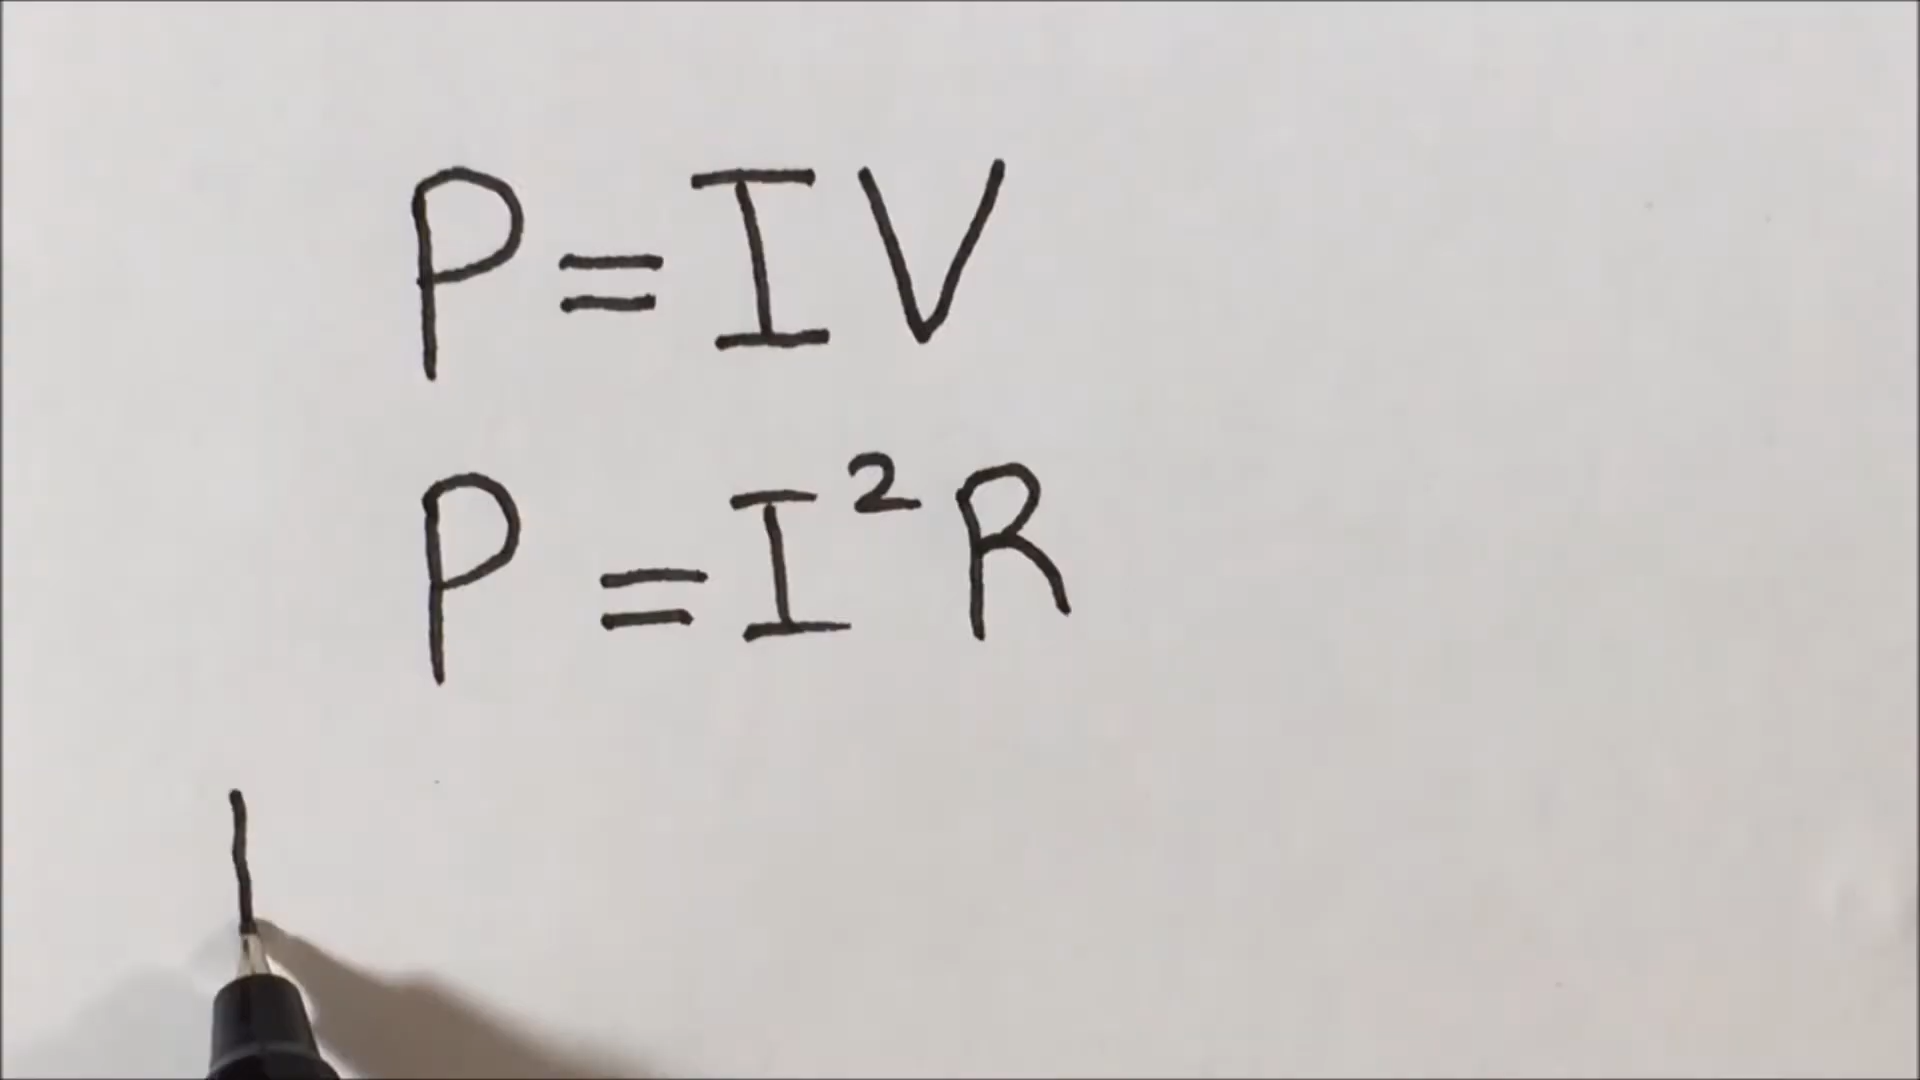 P = IV
P = I²R